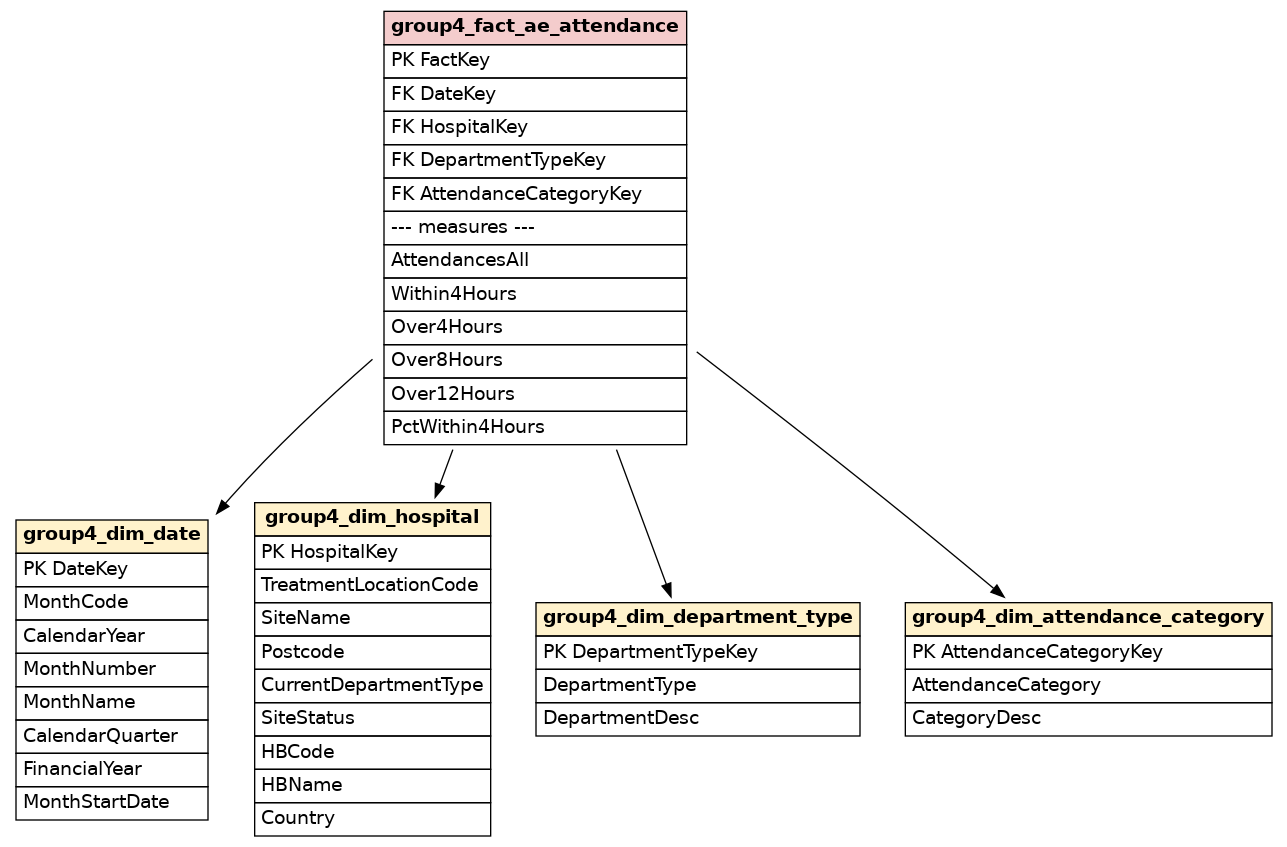 group4_fact_ae_attendance
PK FactKey
FK DateKey
FK HospitalKey
FK DepartmentTypeKey
FK AttendanceCategoryKey
--- measures ---
AttendancesAll
Within4Hours
Over4Hours
Over8Hours
Over12Hours
PctWithin4Hours
group4_dim_date
PK DateKey
MonthCode
CalendarYear
MonthNumber
MonthName
CalendarQuarter
FinancialYear
MonthStartDate
group4_dim_hospital
PK HospitalKey
TreatmentLocationCode
SiteName
Postcode
CurrentDepartmentType
SiteStatus
HBCode
HBName
Country
group4_dim_department_type
PK DepartmentTypeKey
DepartmentType
DepartmentDesc
group4_dim_attendance_category
PK AttendanceCategoryKey
AttendanceCategory
CategoryDesc